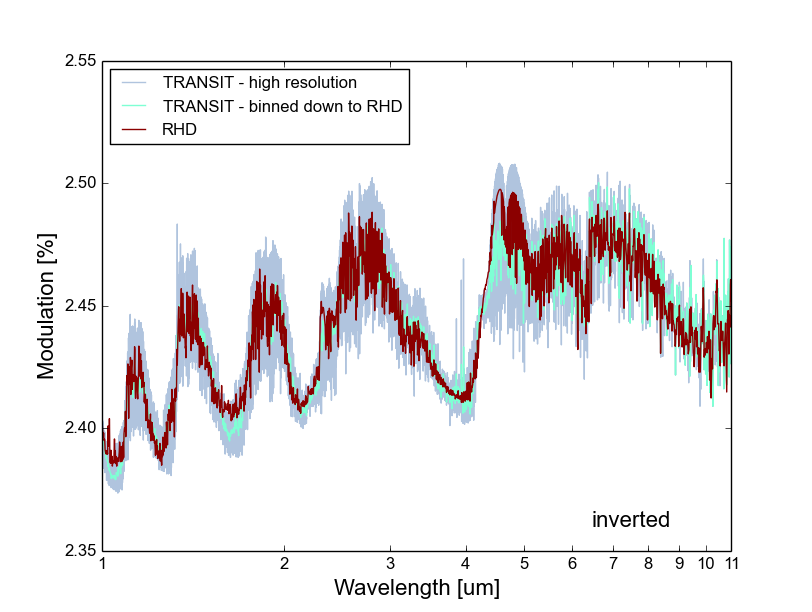 2.55
TRANSIT - high resolution
TRANSIT - binned down to RHD
RHD
2.50
2.45
2.40
2.35
Modulation [%]
inverted
1 2 3 4 5 6 7 8 9 10 11
Wavelength [um]